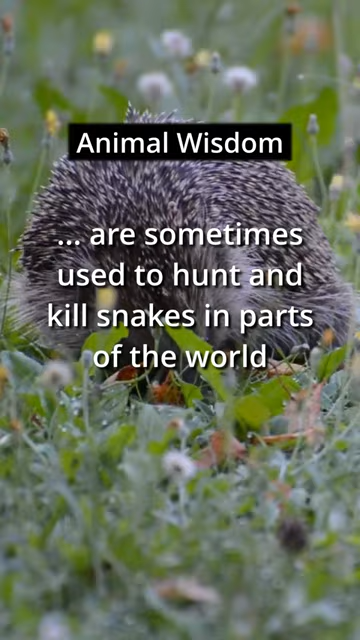 Animal Wisdom
... are sometimes
used to hunt and
kill snakes in parts
of the world